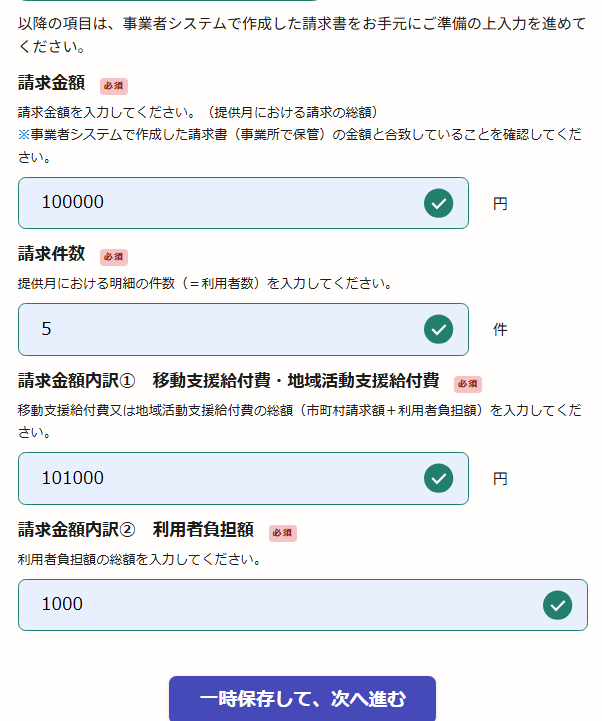 以降の項目は、事業者システムで作成した請求書をお手元にご準備の上入力を進めて
ください。
請求金額 必須
請求金額を入力してください。（提供月における請求の総額）
※事業者システムで作成した請求書（事業所で保管）の金額と合致していることを確認してくだ
さい。
100000 円
請求件数 必須
提供月における明細の件数（＝利用者数）を入力してください。
5 件
請求金額内訳① 移動支援給付費・地域活動支援給付費 必須
移動支援給付費又は地域活動支援給付費の総額（市町村請求額＋利用者負担額）を入力してくだ
さい。
101000 円
請求金額内訳② 利用者負担額 必須
利用者負担額の総額を入力してください。
1000
一時保存して、次へ進む